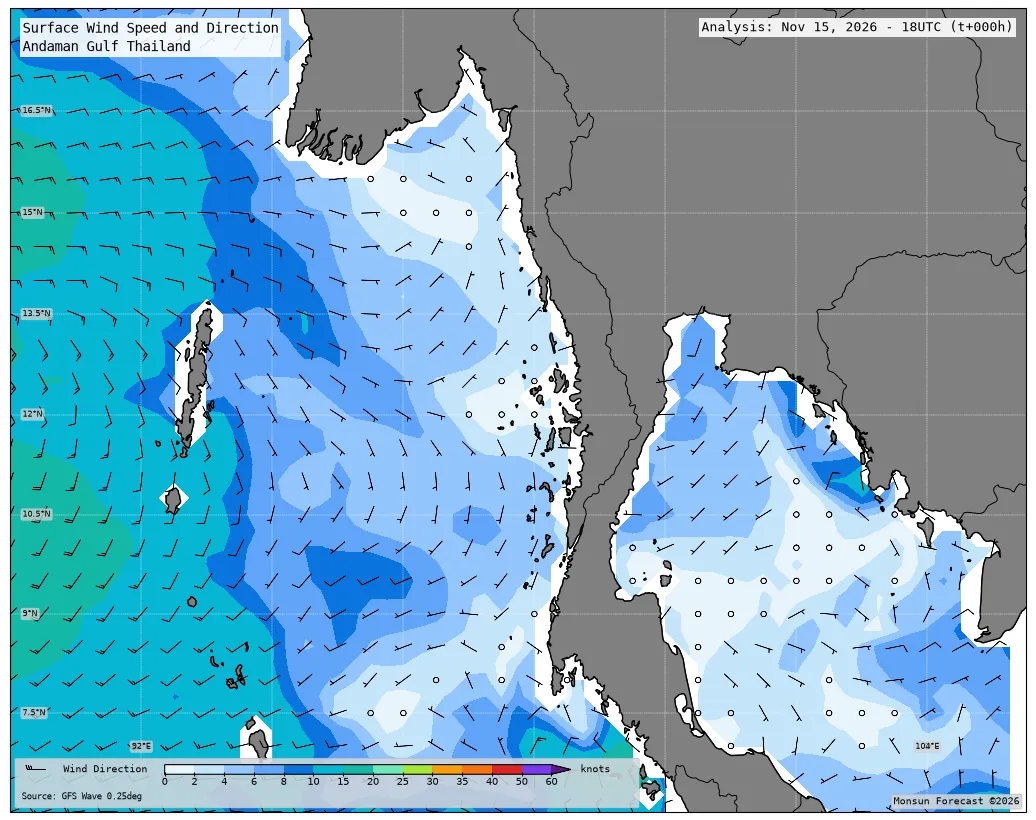 Surface Wind Speed and Direction
Andaman Gulf Thailand
Analysis: Nov 15, 2026 - 18UTC (t+000h)
16.5°N
15°N
13.5°N
12°N
10.5°N
9°N
7.5°N
92°E
104°E
Wind Direction
knots
0 2 4 6 8 10 15 20 25 30 35 40 50 60
Source: GFS Wave 0.25deg
Monsun Forecast ©2026